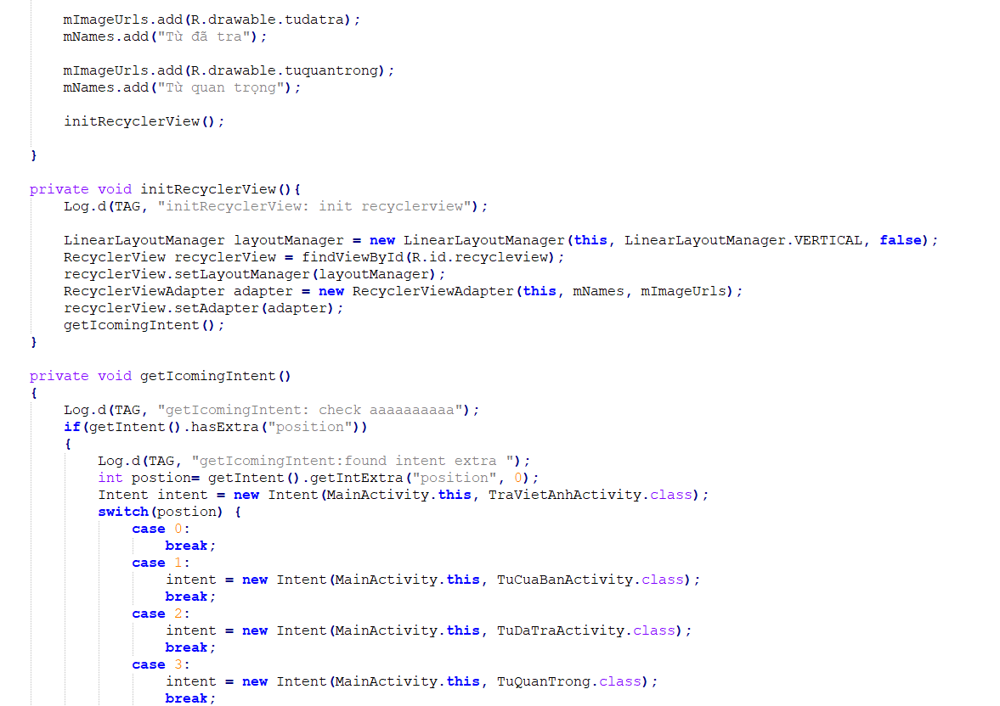 mImageUrls.add(R.drawable.tudatra);
mNames.add("Từ đã tra");
mImageUrls.add(R.drawable.tuquantrong);
mNames.add("Từ quan trọng");
initRecyclerView();
}
private void initRecyclerView(){
Log.d(TAG, "initRecyclerView: init recyclerview");
LinearLayoutManager layoutManager = new LinearLayoutManager(this, LinearLayoutManager.VERTICAL, false);
RecyclerView recyclerView = findViewById(R.id.recycleview);
recyclerView.setLayoutManager(layoutManager);
RecyclerViewAdapter adapter = new RecyclerViewAdapter(this, mNames, mImageUrls);
recyclerView.setAdapter(adapter);
getIcomingIntent();
}
private void getIcomingIntent()
{
Log.d(TAG, "getIcomingIntent: check aaaaaaaaaa");
if(getIntent().hasExtra("position"))
{
Log.d(TAG, "getIcomingIntent:found intent extra ");
int postion= getIntent().getIntExtra("position", 0);
Intent intent = new Intent(MainActivity.this, TraVietAnhActivity.class);
switch(postion) {
case 0:
break;
case 1:
intent = new Intent(MainActivity.this, TuCuaBanActivity.class);
break;
case 2:
intent = new Intent(MainActivity.this, TuDaTraActivity.class);
break;
case 3:
intent = new Intent(MainActivity.this, TuQuanTrong.class);
break;